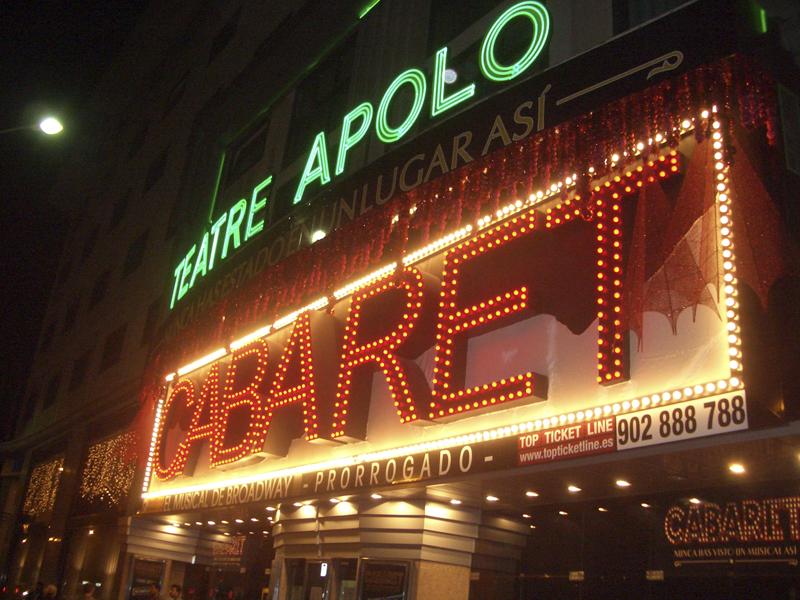 TEATRE APOLO
NUNCA HAS ESTADO EN UN LUGAR ASÍ
CABARET
EL MUSICAL DE BROADWAY - PRORROGADO -
TOP TICKET LINE
www.topticketline.es
902 888 788
CABARET
CABARET
NUNCA HAS VISTO UN MUSICAL ASÍ